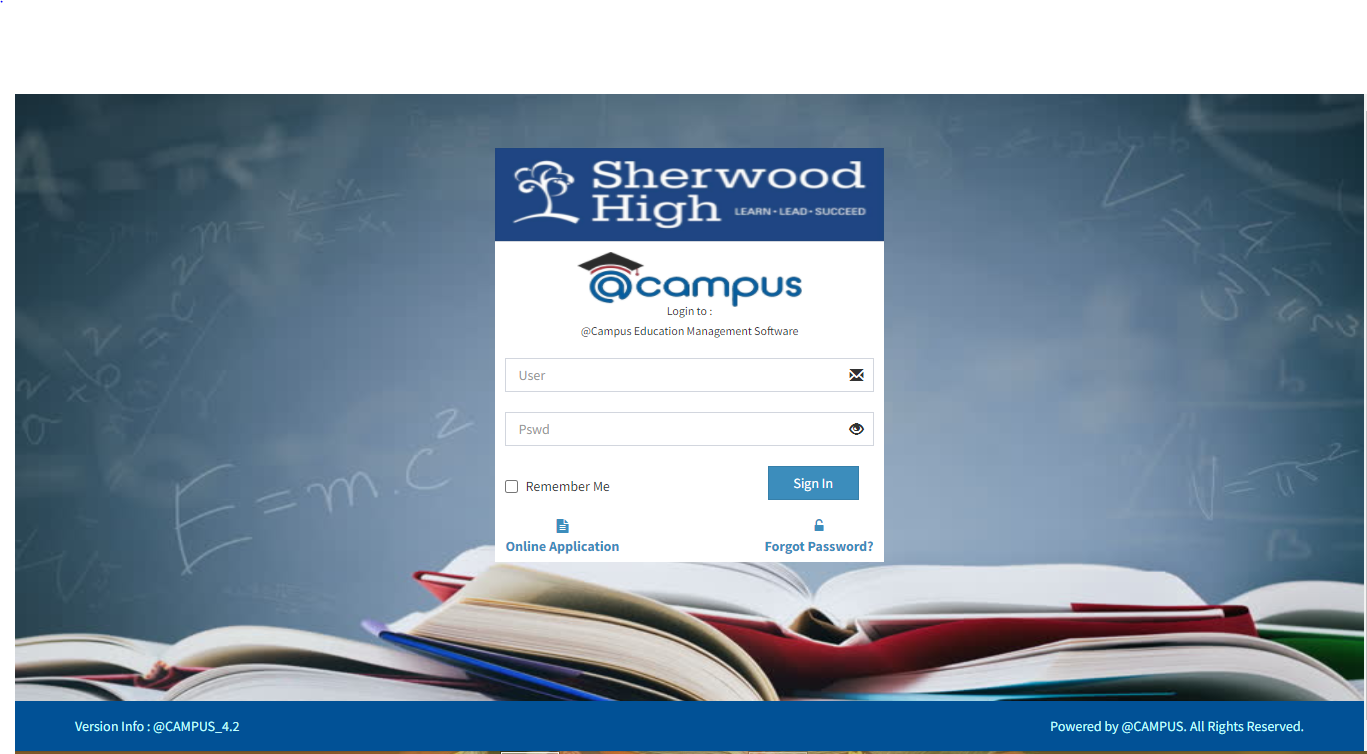 Sherwood
High LEARN - LEAD - SUCCEED
@campus
Login to :
@Campus Education Management Software
User
Pswd
Remember Me
Sign In
Online Application
Forgot Password?
E=m.c²
Version Info : @CAMPUS_4.2
Powered by @CAMPUS. All Rights Reserved.